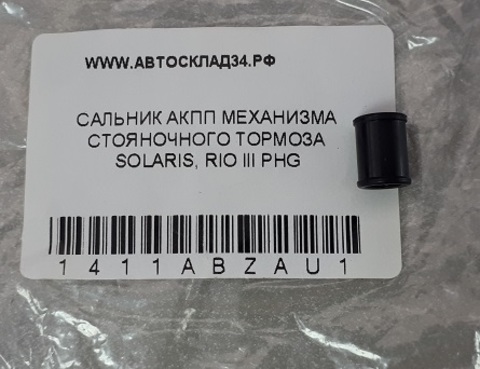 WWW.АВТОСКЛАД34.РФ
САЛЬНИК АКПП МЕХАНИЗМА
СТОЯНОЧНОГО ТОРМОЗА
SOLARIS, RIO III PHG
1411ABZAU1